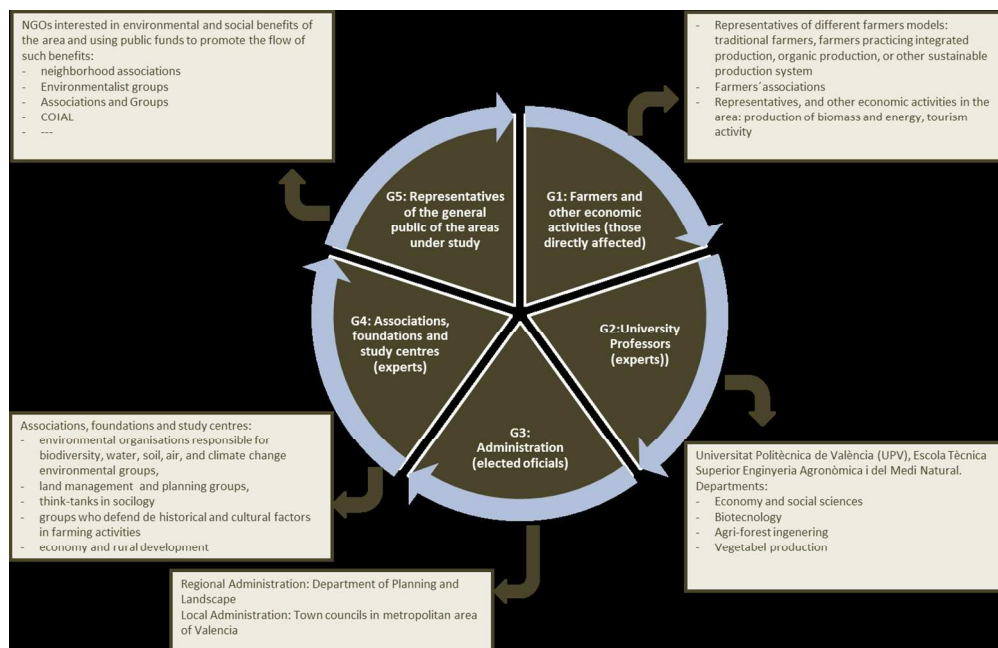 NGOs interested in environmental and social benefits of
the area and using public funds to promote the flow of
such benefits:
- neighborhood associations
- Environmentalist groups
- Associations and Groups
- COIAL
- ---
- Representatives of different farmers models:
traditional farmers, farmers practicing integrated
production, organic production, or other sustainable
production system
- Farmers´associations
- Representatives, and other economic activities in the
area: production of biomass and energy, tourism
activity
G5: Representatives
of the general
public of the areas
under study
G1: Farmers and
other economic
activities (those
directly affected)
G4: Associations,
foundations and
study centres
(experts)
G2:University
Professors
(experts))
G3:
Administration
(elected oficials)
Associations, foundations and study centres:
- environmental organisations responsible for
biodiversity, water, soil, air, and climate change
environmental groups,
- land management and planning groups,
- think-tanks in socilogy
- groups who defend de historical and cultural factors
in farming activities
- economy and rural development
Universitat Politècnica de València (UPV), Escola Tècnica
Superior Enginyeria Agronòmica i del Medi Natural.
Departments:
- Economy and social sciences
- Biotecnology
- Agri-forest ingenering
- Vegetabel production
Regional Administration: Department of Planning and
Landscape
Local Administration: Town councils in metropolitan area
of Valencia